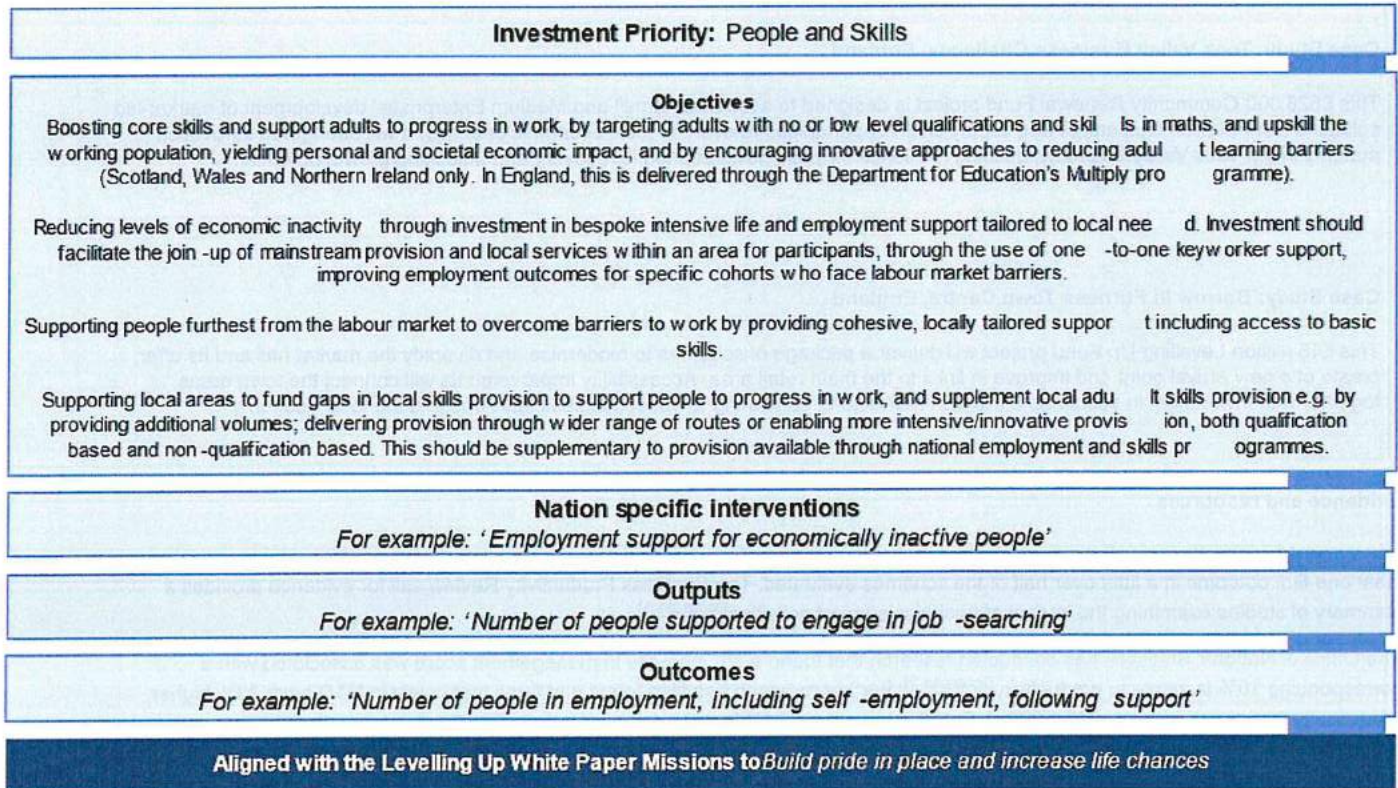 Investment Priority: People and Skills
Objectives
Boosting core skills and support adults to progress in work, by targeting adults with no or low level qualifications and skil ls in maths, and upskill the
working population, yielding personal and societal economic impact, and by encouraging innovative approaches to reducing adul t learning barriers
(Scotland, Wales and Northern Ireland only. In England, this is delivered through the Department for Education's Multiply pro gramme).
Reducing levels of economic inactivity through investment in bespoke intensive life and employment support tailored to local nee d. Investment should
facilitate the join -up of mainstream provision and local services within an area for participants, through the use of one -to-one keyworker support,
improving employment outcomes for specific cohorts who face labour market barriers.
Supporting people furthest from the labour market to overcome barriers to work by providing cohesive, locally tailored suppor t including access to basic
skills.
Supporting local areas to fund gaps in local skills provision to support people to progress in work, and supplement local adu lt skills provision e.g. by
providing additional volumes; delivering provision through wider range of routes or enabling more intensive/innovative provis ion, both qualification
based and non -qualification based. This should be supplementary to provision available through national employment and skills pr ogrammes.
Nation specific interventions
For example: 'Employment support for economically inactive people'
Outputs
For example: 'Number of people supported to engage in job -searching'
Outcomes
For example: 'Number of people in employment, including self -employment, following support'
Aligned with the Levelling Up White Paper Missions to Build pride in place and increase life chances